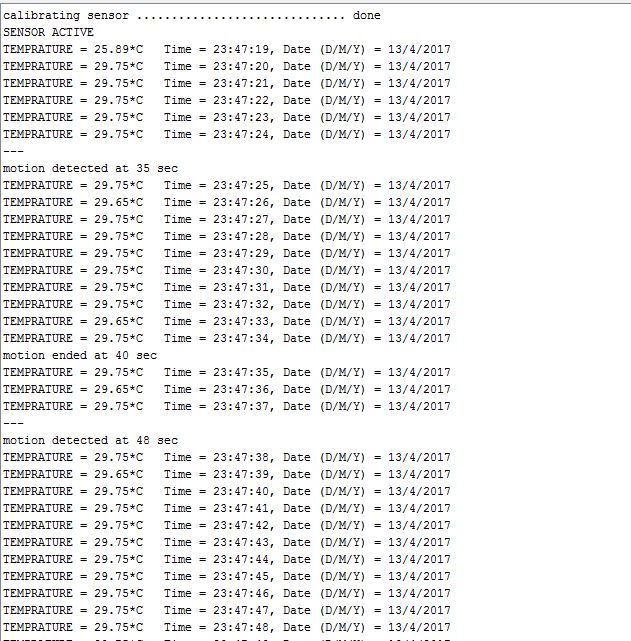 calibrating sensor .............................. done
SENSOR ACTIVE
TEMPRATURE = 25.89*C   Time = 23:47:19, Date (D/M/Y) = 13/4/2017
TEMPRATURE = 29.75*C   Time = 23:47:20, Date (D/M/Y) = 13/4/2017
TEMPRATURE = 29.75*C   Time = 23:47:21, Date (D/M/Y) = 13/4/2017
TEMPRATURE = 29.75*C   Time = 23:47:22, Date (D/M/Y) = 13/4/2017
TEMPRATURE = 29.75*C   Time = 23:47:23, Date (D/M/Y) = 13/4/2017
TEMPRATURE = 29.75*C   Time = 23:47:24, Date (D/M/Y) = 13/4/2017
---
motion detected at 35 sec
TEMPRATURE = 29.75*C   Time = 23:47:25, Date (D/M/Y) = 13/4/2017
TEMPRATURE = 29.65*C   Time = 23:47:26, Date (D/M/Y) = 13/4/2017
TEMPRATURE = 29.75*C   Time = 23:47:27, Date (D/M/Y) = 13/4/2017
TEMPRATURE = 29.75*C   Time = 23:47:28, Date (D/M/Y) = 13/4/2017
TEMPRATURE = 29.75*C   Time = 23:47:29, Date (D/M/Y) = 13/4/2017
TEMPRATURE = 29.75*C   Time = 23:47:30, Date (D/M/Y) = 13/4/2017
TEMPRATURE = 29.75*C   Time = 23:47:31, Date (D/M/Y) = 13/4/2017
TEMPRATURE = 29.75*C   Time = 23:47:32, Date (D/M/Y) = 13/4/2017
TEMPRATURE = 29.65*C   Time = 23:47:33, Date (D/M/Y) = 13/4/2017
TEMPRATURE = 29.75*C   Time = 23:47:34, Date (D/M/Y) = 13/4/2017
motion ended at 40 sec
TEMPRATURE = 29.75*C   Time = 23:47:35, Date (D/M/Y) = 13/4/2017
TEMPRATURE = 29.65*C   Time = 23:47:36, Date (D/M/Y) = 13/4/2017
TEMPRATURE = 29.75*C   Time = 23:47:37, Date (D/M/Y) = 13/4/2017
---
motion detected at 48 sec
TEMPRATURE = 29.75*C   Time = 23:47:38, Date (D/M/Y) = 13/4/2017
TEMPRATURE = 29.65*C   Time = 23:47:39, Date (D/M/Y) = 13/4/2017
TEMPRATURE = 29.75*C   Time = 23:47:40, Date (D/M/Y) = 13/4/2017
TEMPRATURE = 29.75*C   Time = 23:47:41, Date (D/M/Y) = 13/4/2017
TEMPRATURE = 29.75*C   Time = 23:47:42, Date (D/M/Y) = 13/4/2017
TEMPRATURE = 29.75*C   Time = 23:47:43, Date (D/M/Y) = 13/4/2017
TEMPRATURE = 29.75*C   Time = 23:47:44, Date (D/M/Y) = 13/4/2017
TEMPRATURE = 29.75*C   Time = 23:47:45, Date (D/M/Y) = 13/4/2017
TEMPRATURE = 29.75*C   Time = 23:47:46, Date (D/M/Y) = 13/4/2017
TEMPRATURE = 29.75*C   Time = 23:47:47, Date (D/M/Y) = 13/4/2017
TEMPRATURE = 29.75*C   Time = 23:47:48, Date (D/M/Y) = 13/4/2017